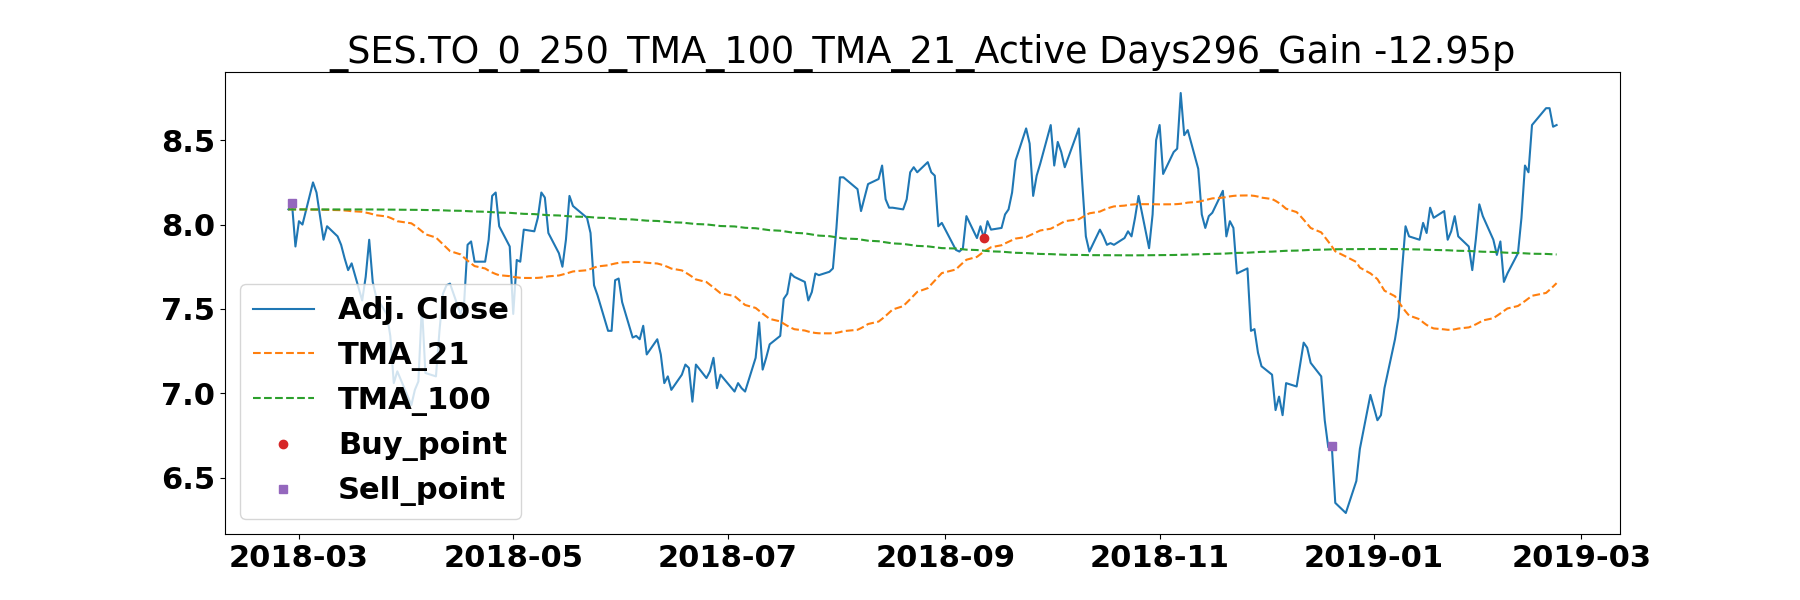 _SES.TO_0_250_TMA_100_TMA_21_Active Days296_Gain -12.95p
8.5
8.0
7.5
7.0
6.5
Adj. Close
TMA_21
TMA_100
Buy_point
Sell_point
2018-03 2018-05 2018-07 2018-09 2018-11 2019-01 2019-03